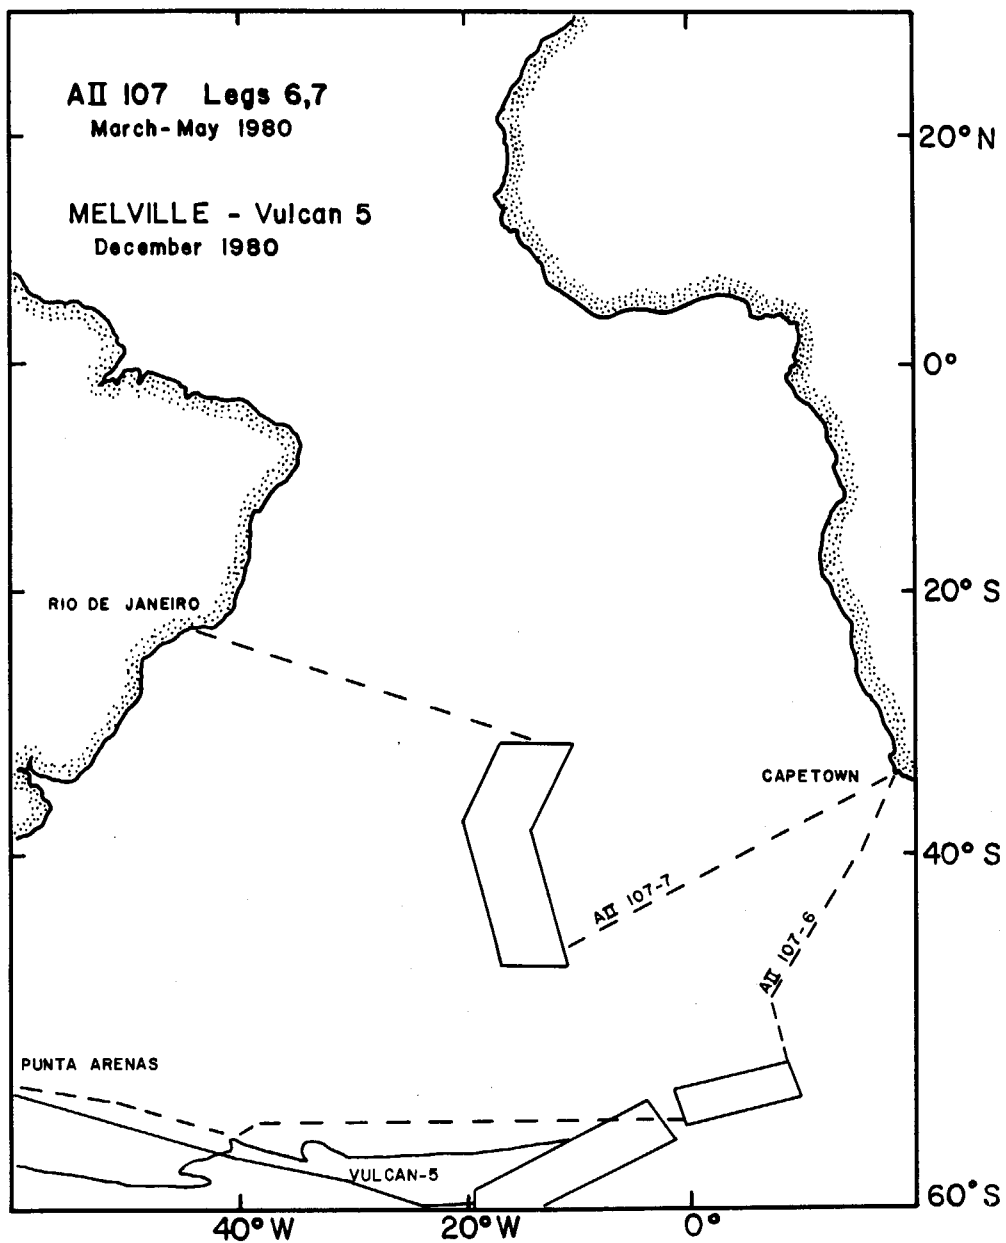 AII 107 Legs 6,7
March-May 1980
MELVILLE - Vulcan 5
December 1980
20°N
0°
RIO DE JANEIRO
20°S
CAPETOWN
40°S
AII 107-7
AII 107-6
PUNTA ARENAS
VULCAN-5
60°S
40°W
20°W
0°